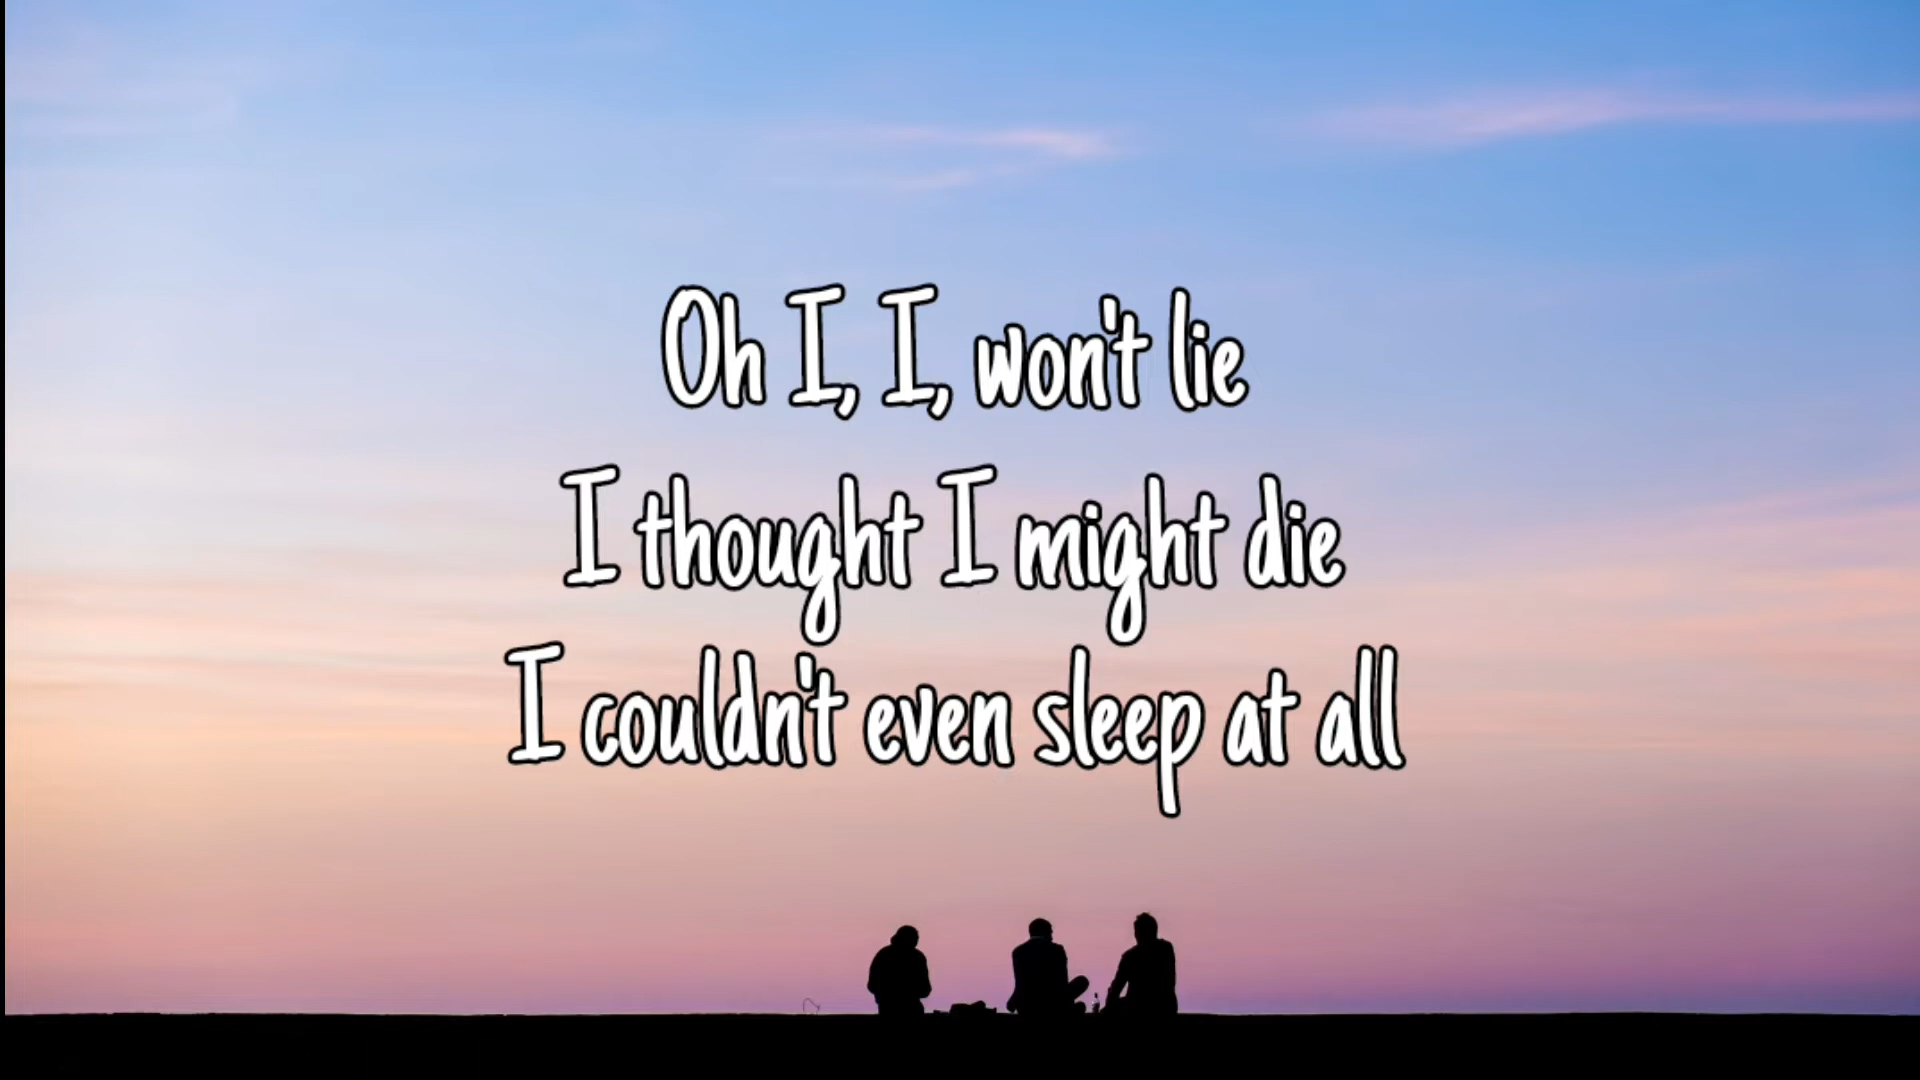 Oh I, I, won't lie
I thought I might die
I couldn't even sleep at all